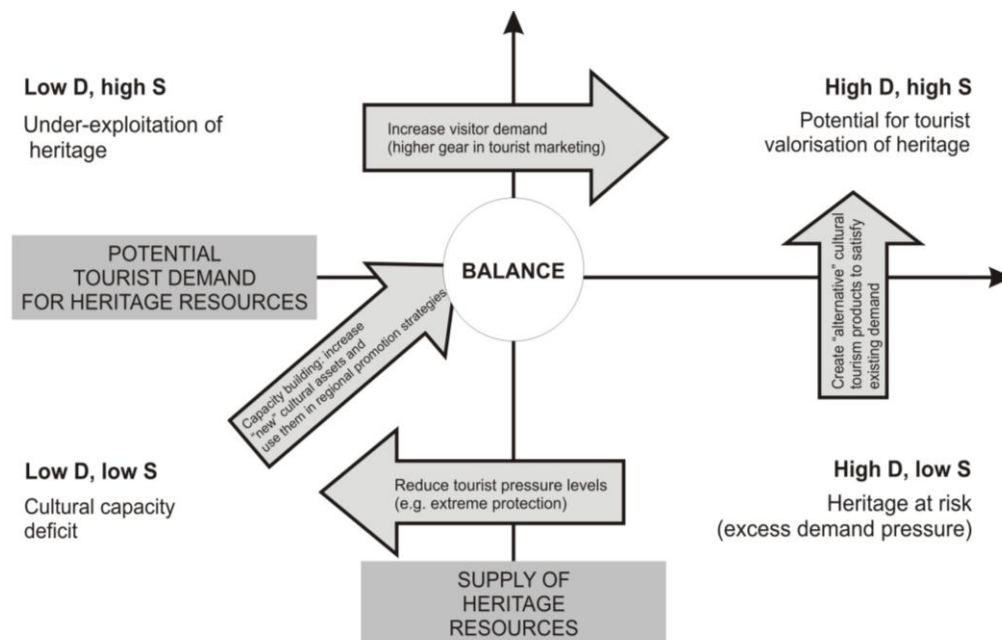 Low D, high S
Under-exploitation of
heritage
Increase visitor demand
(higher gear in tourist marketing)
High D, high S
Potential for tourist
valorisation of heritage
POTENTIAL
TOURIST DEMAND
FOR HERITAGE RESOURCES
BALANCE
Capacity building: increase
"new" cultural assets and
use them in regional promotion strategies
Create "alternative" cultural
tourism products to satisfy
existing demand
Low D, low S
Cultural capacity
deficit
Reduce tourist pressure levels
(e.g. extreme protection)
High D, low S
Heritage at risk
(excess demand pressure)
SUPPLY OF
HERITAGE
RESOURCES